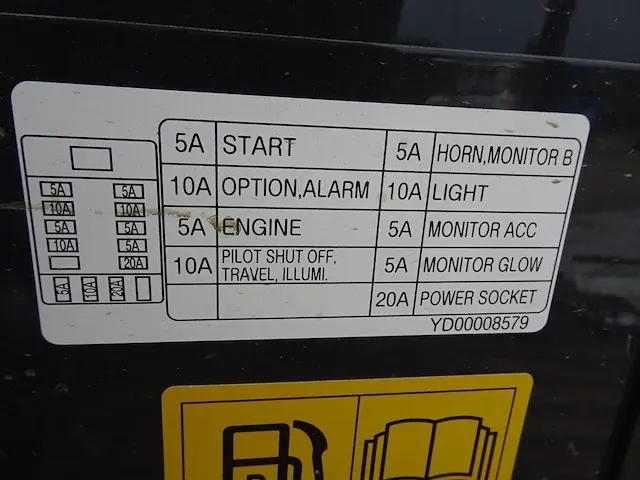 5A START 5A HORN,MONITOR B
10A OPTION,ALARM 10A LIGHT
5A ENGINE 5A MONITOR ACC
10A PILOT SHUT OFF,
TRAVEL, ILLUMI. 5A MONITOR GLOW
20A POWER SOCKET
YD00008579
5A 5A
10A 10A
5A 5A
10A 5A
20A
5A 10A 20A